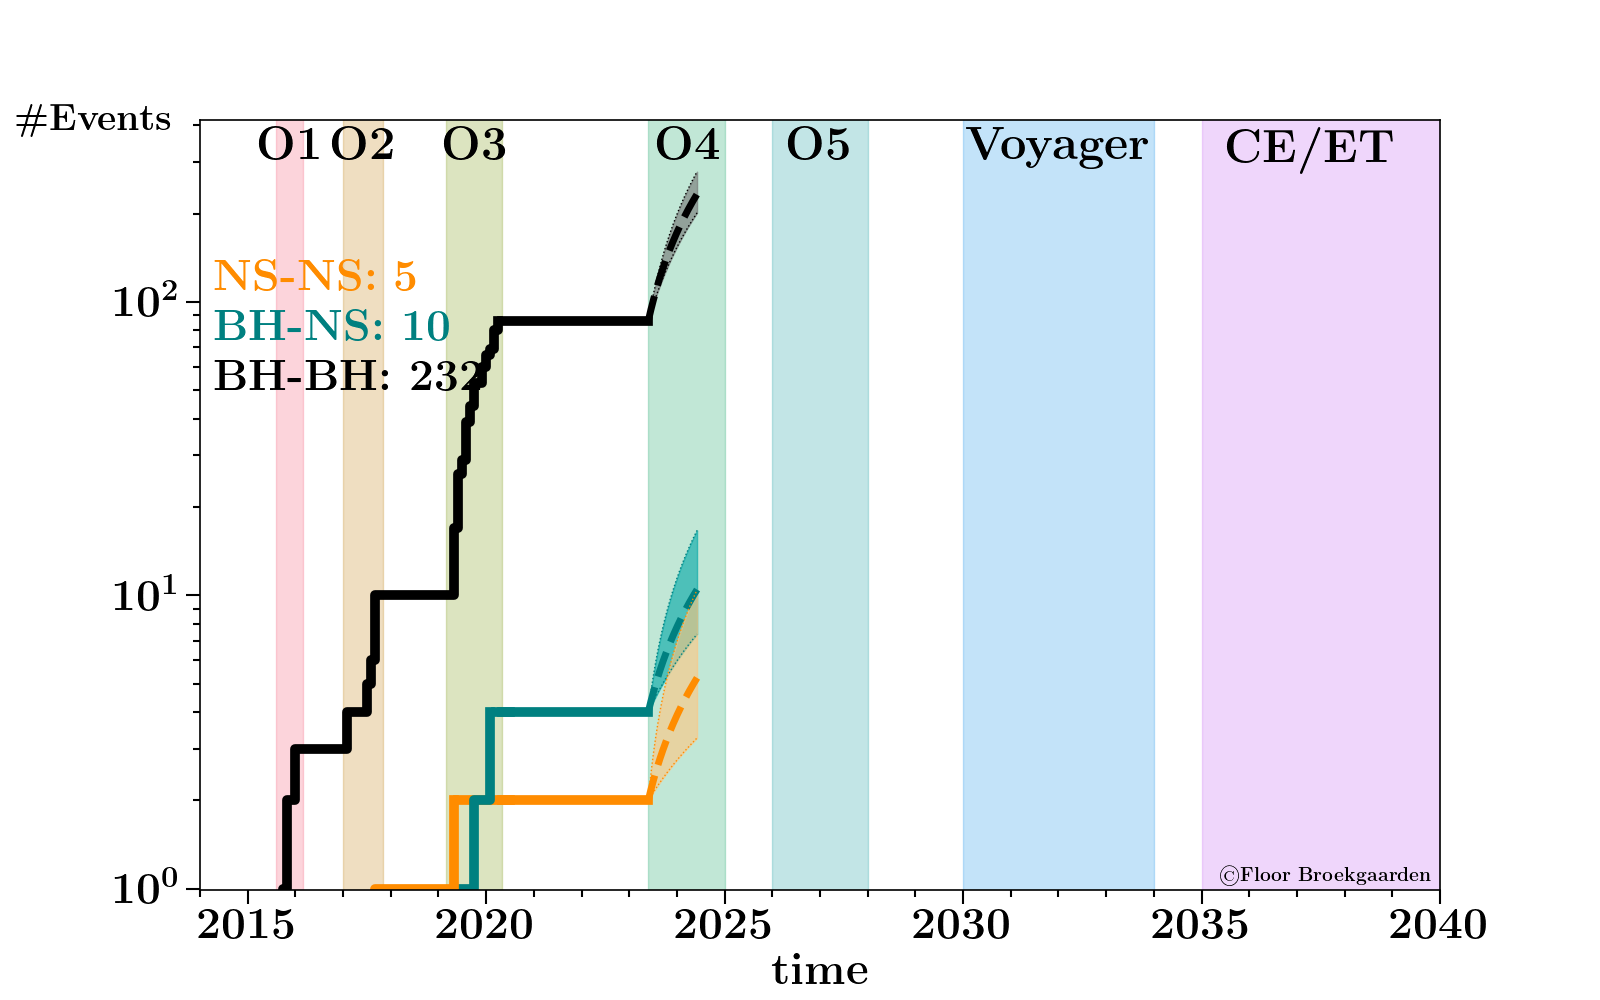 #Events
O1 O2 O3 O4 O5 Voyager CE/ET
NS-NS: 5
10²
BH-NS: 10
BH-BH: 232
10¹
©Floor Broekgaarden
10⁰
2015 2020 2025 2030 2035 2040
time